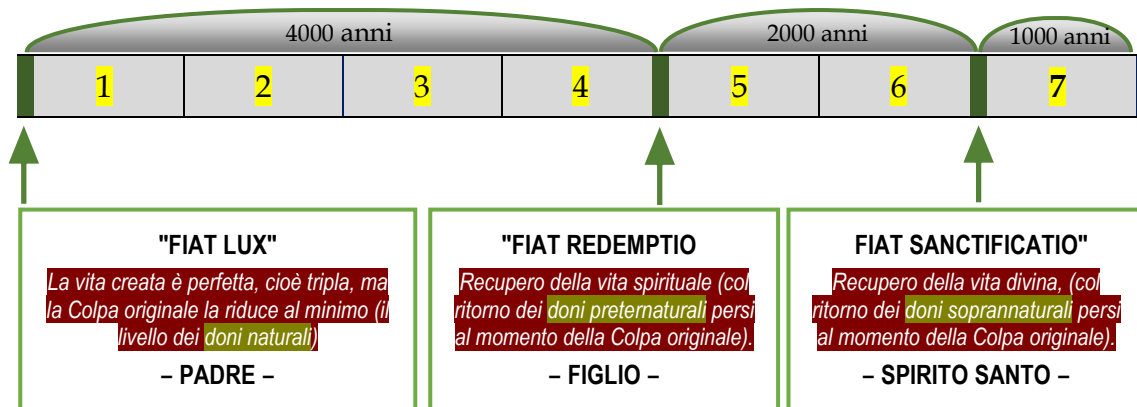 4000 anni
2000 anni
1000 anni
1
2
3
4
5
6
7
"FIAT LUX"
La vita creata è perfetta, cioè tripla, ma
la Colpa originale la riduce al minimo (il
livello dei doni naturali)
– PADRE –
"FIAT REDEMPTIO
Recupero della vita spirituale (col
ritorno dei doni preternaturali persi
al momento della Colpa originale).
– FIGLIO –
FIAT SANCTIFICATIO"
Recupero della vita divina, (col
ritorno dei doni soprannaturali persi
al momento della Colpa originale).
– SPIRITO SANTO –